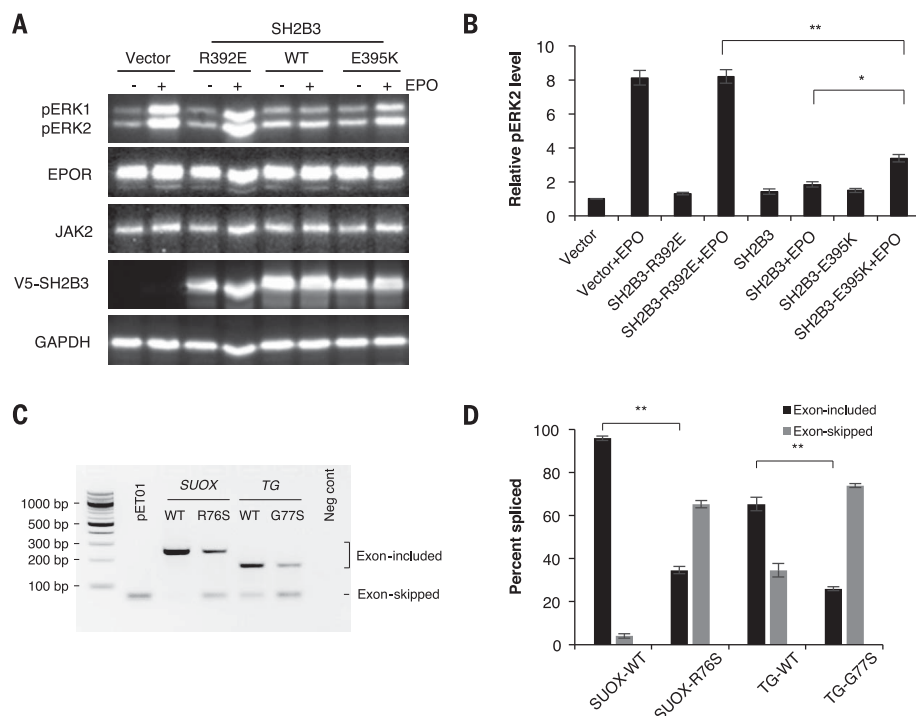 A
SH2B3
Vector R392E WT E395K
- + - + - + - + EPO
pERK1
pERK2
EPOR
JAK2
V5-SH2B3
GAPDH
B
Relative pERK2 level
10
8
6
4
2
0
**
*
Vector
Vector+EPO
SH2B3-R392E
SH2B3-R392E+EPO
SH2B3
SH2B3+EPO
SH2B3-E395K
SH2B3-E395K+EPO
C
pET01
SUOX TG
WT R76S WT G77S
Neg cont
1000 bp
500 bp
300 bp
200 bp
100 bp
Exon-included
Exon-skipped
D
Exon-included
Exon-skipped
Percent spliced
100
80
60
40
20
0
**
**
SUOX-WT
SUOX-R76S
TG-WT
TG-G77S